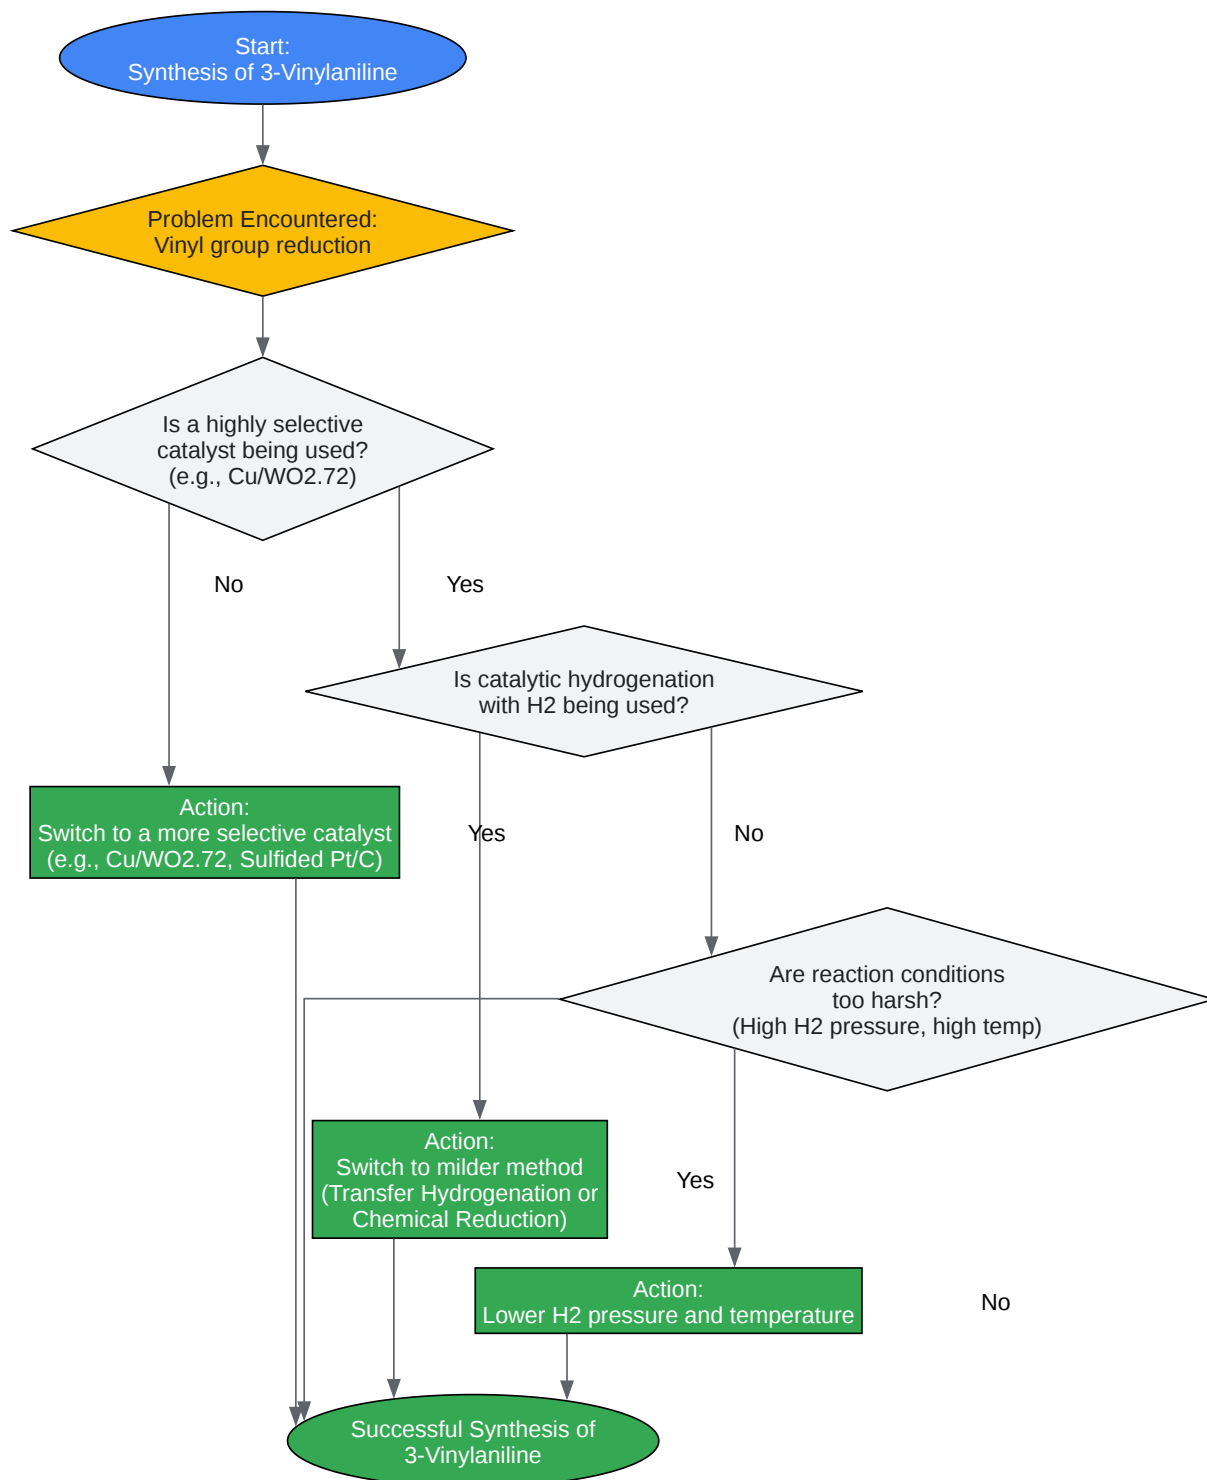 Start:
Synthesis of 3-Vinylaniline
Problem Encountered:
Vinyl group reduction
Is a highly selective
catalyst being used?
(e.g., Cu/WO2.72)
No
Yes
Is catalytic hydrogenation
with H2 being used?
Action:
Switch to a more selective catalyst
(e.g., Cu/WO2.72, Sulfided Pt/C)
Yes
No
Are reaction conditions
too harsh?
(High H2 pressure, high temp)
Action:
Switch to milder method
(Transfer Hydrogenation or
Chemical Reduction)
Yes
Action:
Lower H2 pressure and temperature
No
Successful Synthesis of
3-Vinylaniline